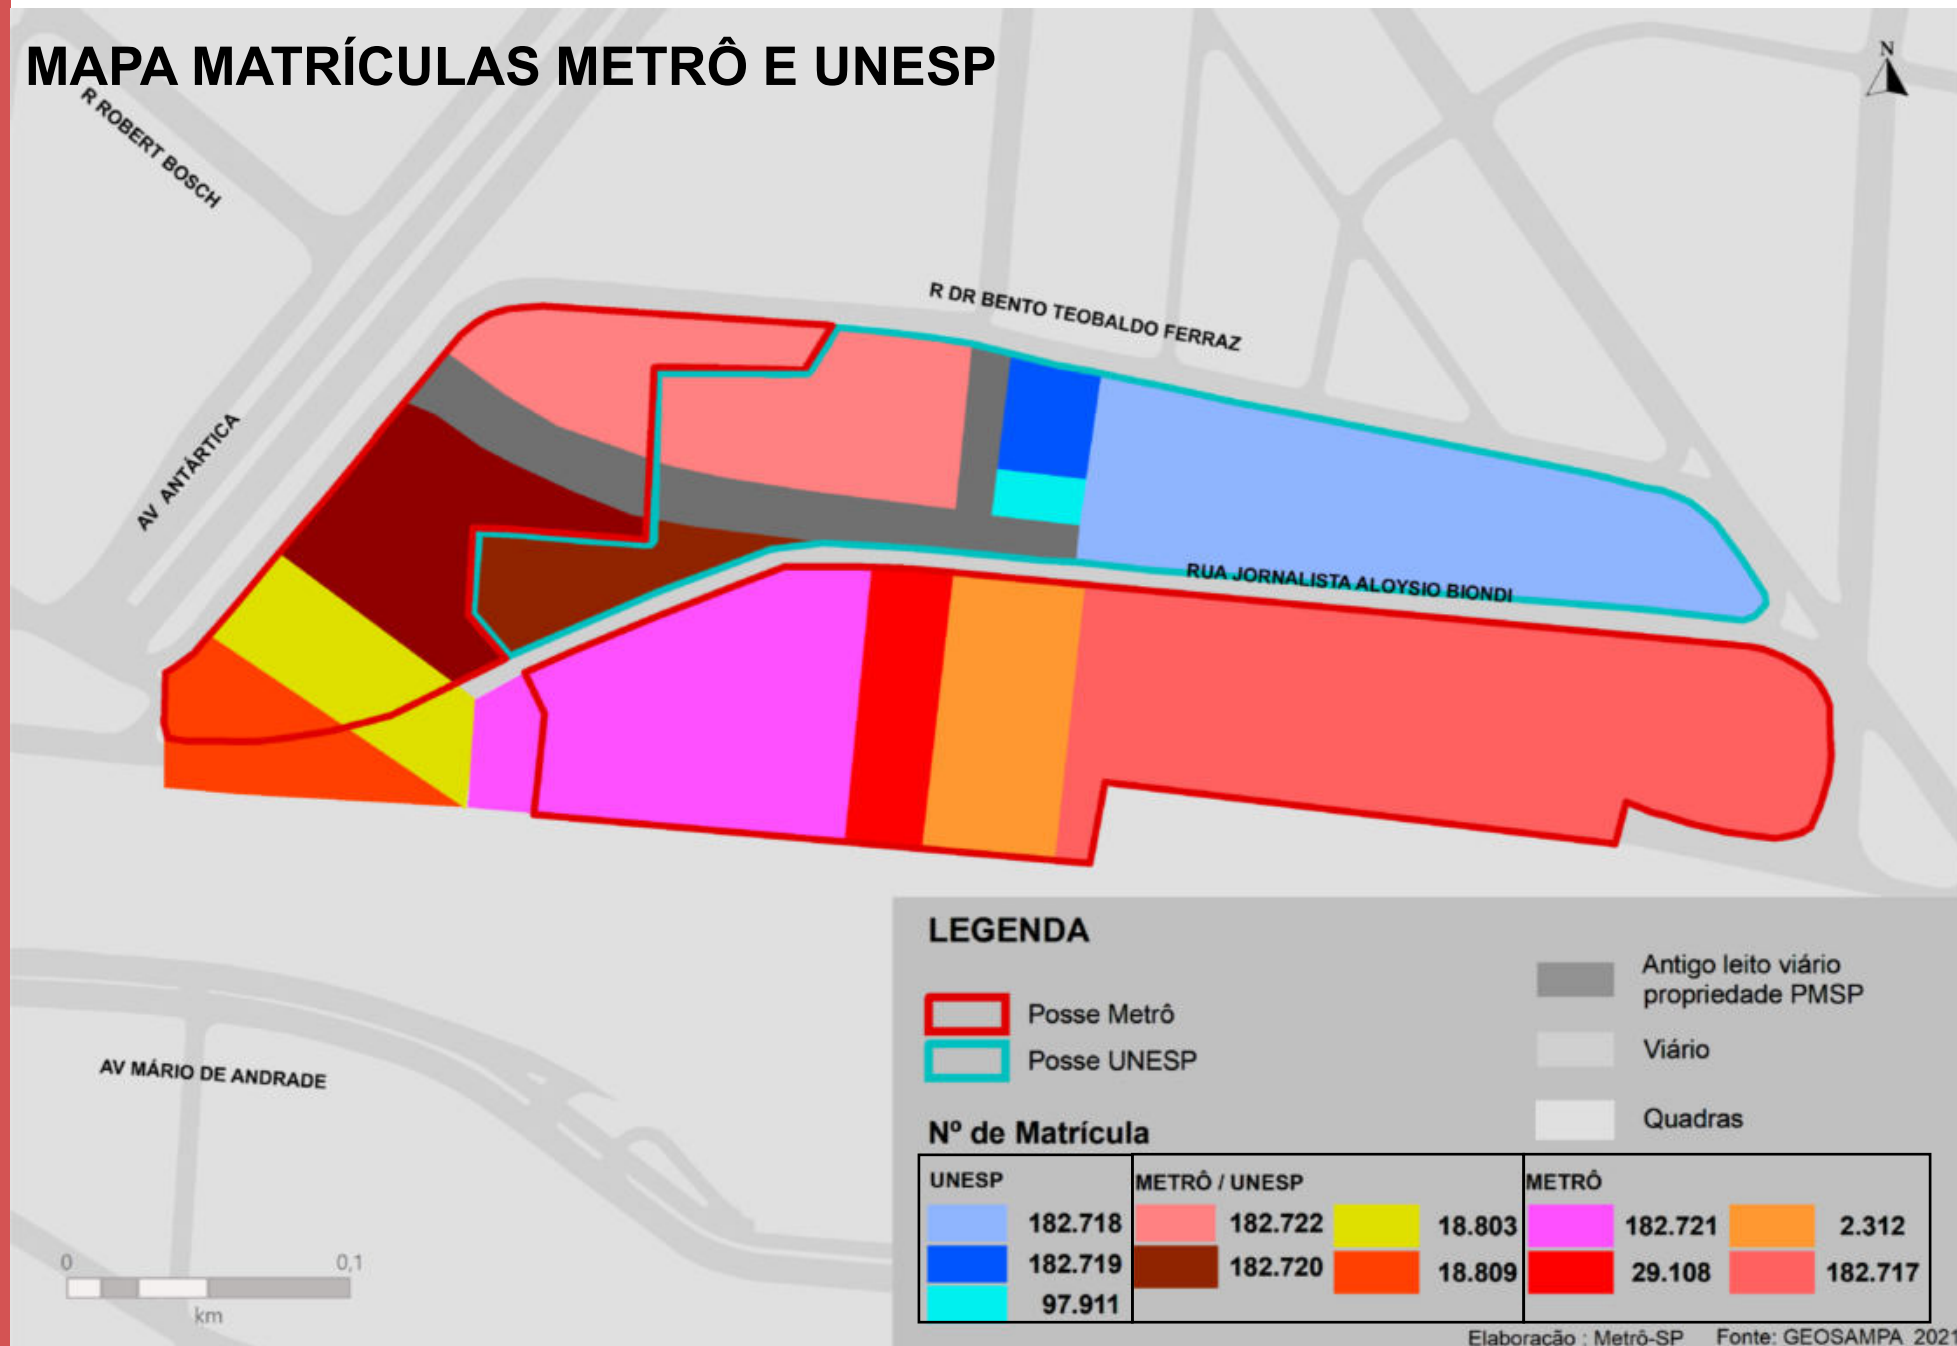 MAPA MATRÍCULAS METRÔ E UNESP
N
R ROBERT BOSCH
R DR BENTO TEOBALDO FERRAZ
AV ANTÁRTICA
RUA JORNALISTA ALOYSIO BIONDI
AV MÁRIO DE ANDRADE
0 0,1
km
LEGENDA
Posse Metrô
Posse UNESP
Antigo leito viário
propriedade PMSP
Viário
Quadras
Nº de Matrícula
UNESP
182.718
182.719
97.911
METRÔ / UNESP
182.722 18.803
182.720 18.809
METRÔ
182.721 2.312
29.108 182.717
Elaboração : Metrô-SP Fonte: GEOSAMPA 2021